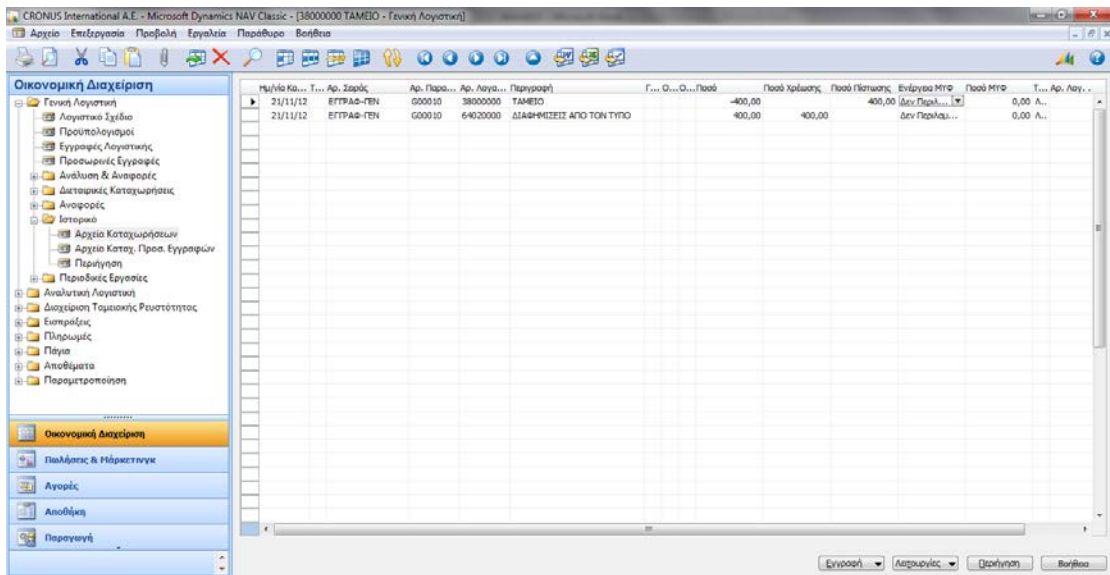 CRONUS International A.E. - Microsoft Dynamics NAV Classic - [38000000 ΤΑΜΕΙΟ - Γενική Λογιστική]
Αρχείο Επεξεργασία Προβολή Εργαλεία Παράθυρο Βοήθεια
Οικονομική Διαχείριση
Γενική Λογιστική
Λογιστικό Σχέδιο
Προϋπολογισμοί
Εγγραφές Λογιστικής
Προσωρινές Εγγραφές
Ανάλυση & Αναφορές
Διεταιρικές Καταχωρήσεις
Αναφορές
Ιστορικό
Αρχεία Καταχωρήσεων
Αρχεία Καταχ. Προσ. Εγγραφών
Περιήγηση
Περιοδικές Εργασίες
Αναλυτική Λογιστική
Διαχείριση Ταμειακής Ρευστότητας
Εισπράξεις
Πληρωμές
Πάγια
Αποθέματα
Παραμετροποίηση
Οικονομική Διαχείριση
Πωλήσεις & Μάρκετινγκ
Αγορές
Αποθήκη
Παραγωγή
Ημ/νία Κα... Τ... Αρ. Σειράς Αρ. Παρα... Αρ. Λογα... Περιγραφή Γ... Ο... Ο... Ποσό Ποσό Χρέωσης Ποσό Πίστωσης Ενέργεια ΜΤΦ Ποσό ΜΤΦ Τ... Αρ. Λογ. .
21/11/12 ΕΓΓΡΑΦ-ΓΕΝ G00010 38000000 ΤΑΜΕΙΟ -400,00 400,00 Δεν Περιλ... 0,00 Λ...
21/11/12 ΕΓΓΡΑΦ-ΓΕΝ G00010 64020000 ΔΙΑΦΗΜΙΣΕΙΣ ΑΠΟ ΤΟΝ ΤΥΠΟ 400,00 400,00 Δεν Περιλαμ... 0,00 Λ...
Εγγραφή Λειτουργίες Περιήγηση Βοήθεια